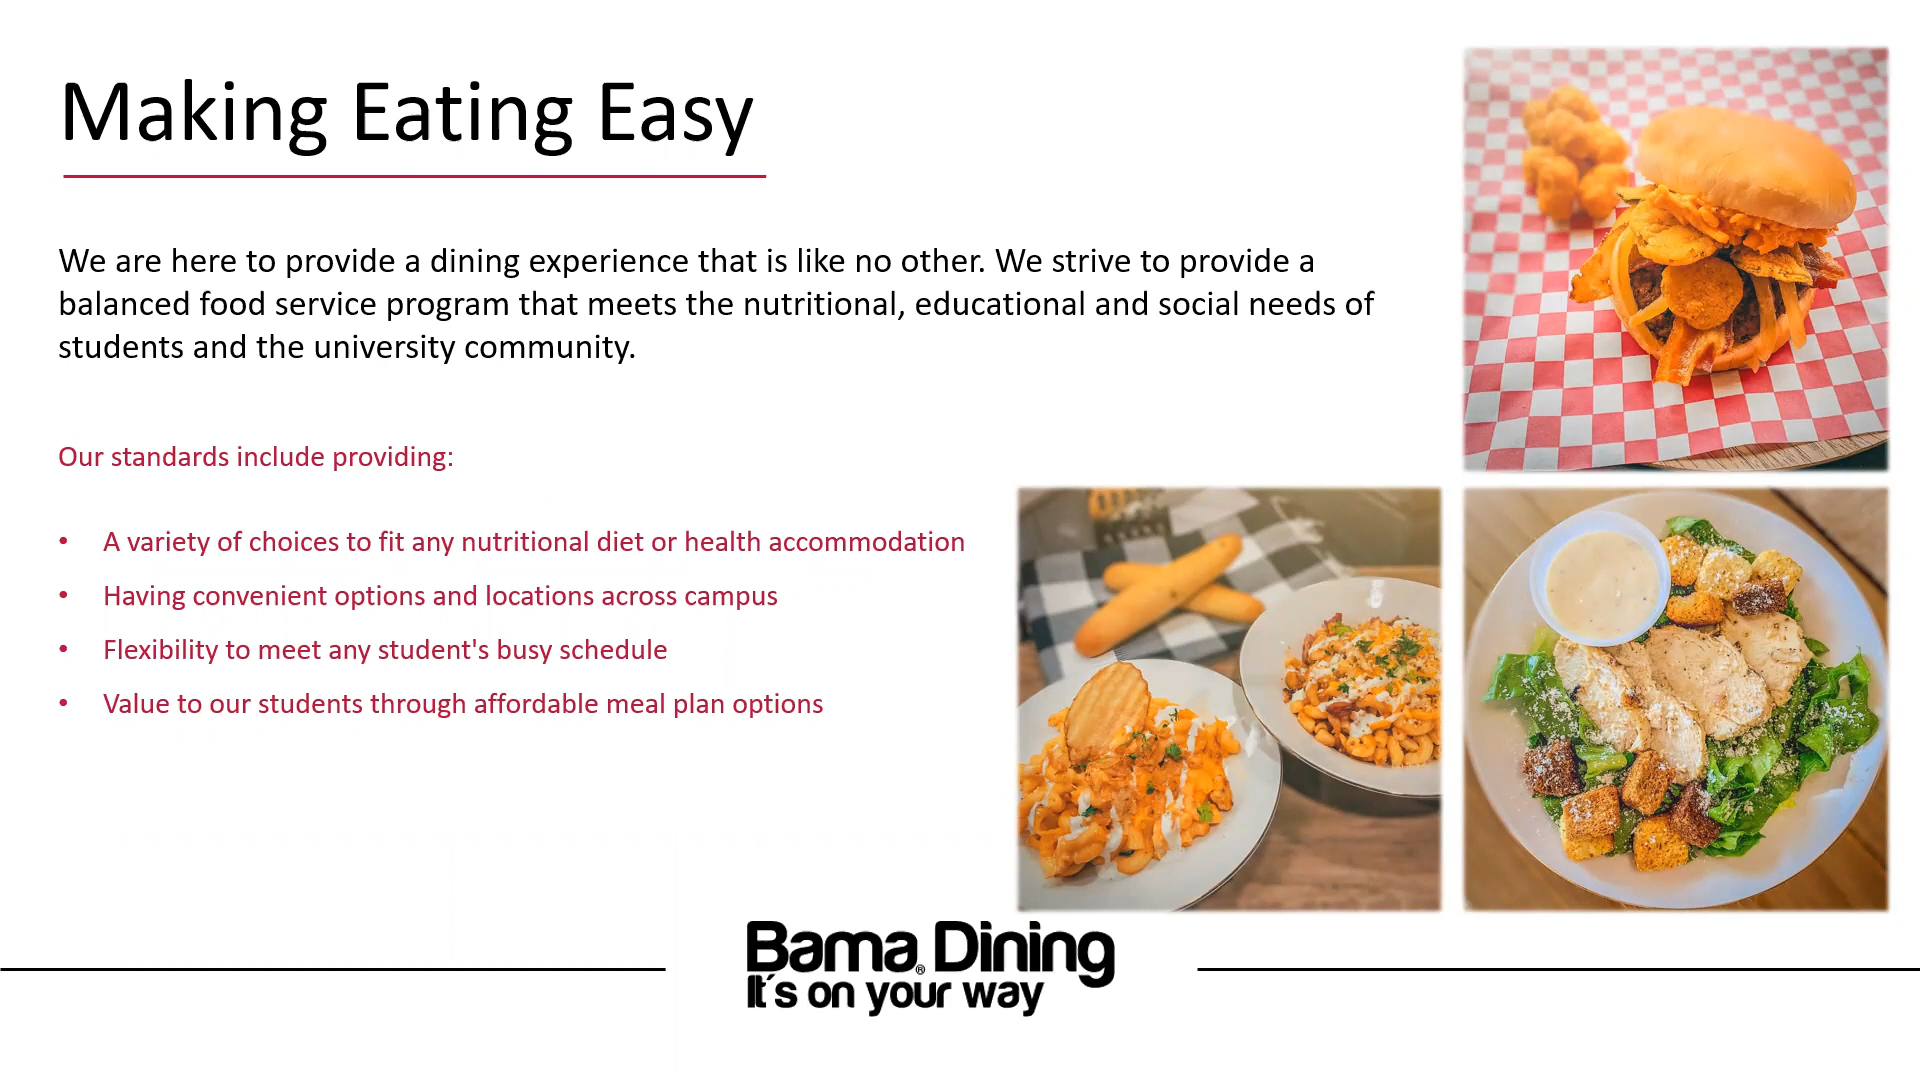 Making Eating Easy
We are here to provide a dining experience that is like no other. We strive to provide a
balanced food service program that meets the nutritional, educational and social needs of
students and the university community.
Our standards include providing:
• A variety of choices to fit any nutritional diet or health accommodation
• Having convenient options and locations across campus
• Flexibility to meet any student's busy schedule
• Value to our students through affordable meal plan options
Bama® Dining
It's on your way